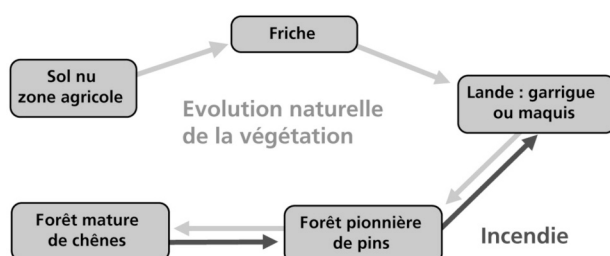 Friche
Sol nu
zone agricole
Lande : garrigue
ou maquis
Evolution naturelle
de la végétation
Forêt mature
de chênes
Forêt pionnière
de pins
Incendie